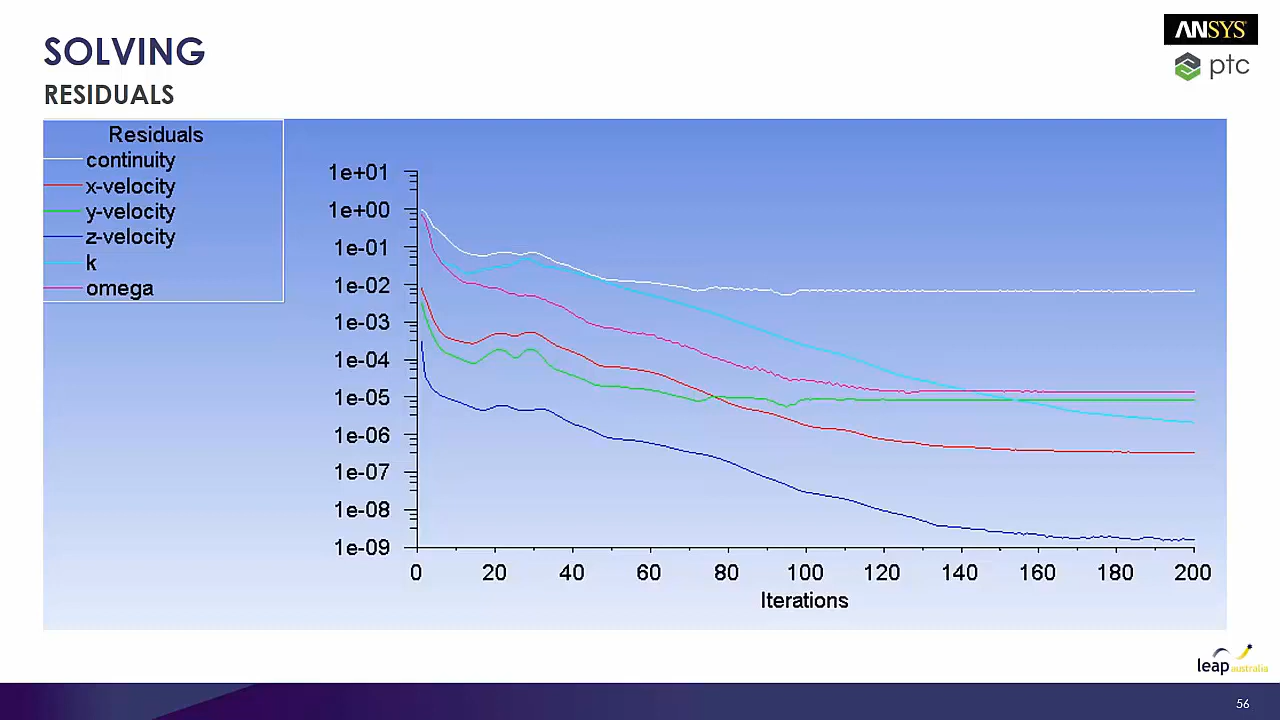 SOLVING
RESIDUALS
ANSYS
ptc
Residuals
continuity
x-velocity
y-velocity
z-velocity
k
omega
1e+01
1e+00
1e-01
1e-02
1e-03
1e-04
1e-05
1e-06
1e-07
1e-08
1e-09
0 20 40 60 80 100 120 140 160 180 200
Iterations
leap australia
56